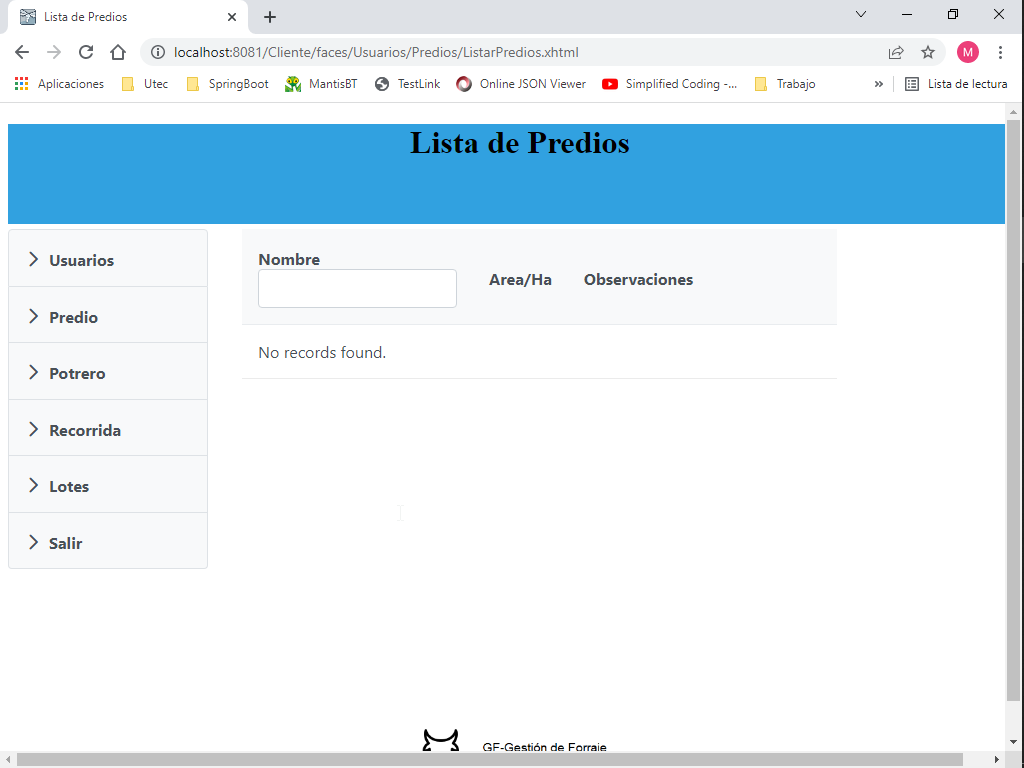 Lista de Predios
localhost:8081/Cliente/faces/Usuarios/Predios/ListarPredios.xhtml
M
Aplicaciones Utec SpringBoot MantisBT TestLink Online JSON Viewer Simplified Coding -... Trabajo » Lista de lectura
Lista de Predios
Usuarios
Predio
Potrero
Recorrida
Lotes
Salir
Nombre
Area/Ha Observaciones
No records found.
GF-Gestión de Forraje